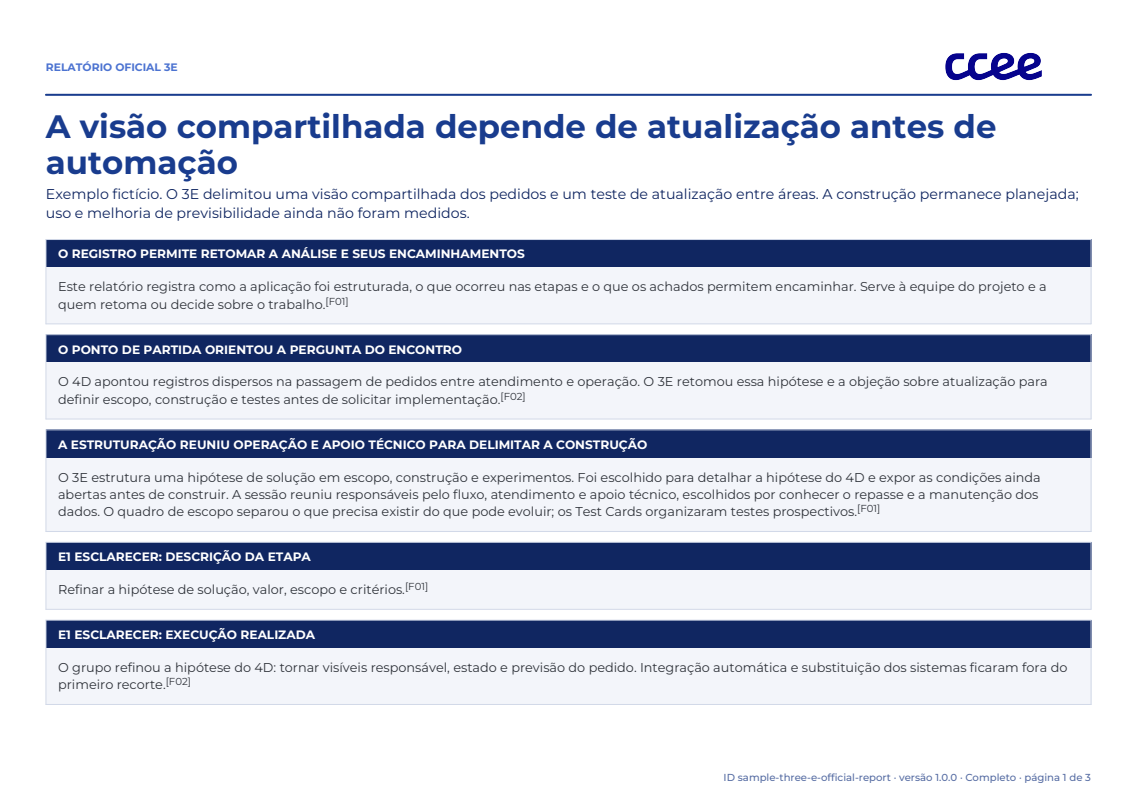 RELATÓRIO OFICIAL 3E
ccee
A visão compartilhada depende de atualização antes de
automação
Exemplo fictício. O 3E delimitou uma visão compartilhada dos pedidos e um teste de atualização entre áreas. A construção permanece planejada;
uso e melhoria de previsibilidade ainda não foram medidos.
O REGISTRO PERMITE RETOMAR A ANÁLISE E SEUS ENCAMINHAMENTOS
Este relatório registra como a aplicação foi estruturada, o que ocorreu nas etapas e o que os achados permitem encaminhar. Serve à equipe do projeto e a
quem retoma ou decide sobre o trabalho.[F01]
O PONTO DE PARTIDA ORIENTOU A PERGUNTA DO ENCONTRO
O 4D apontou registros dispersos na passagem de pedidos entre atendimento e operação. O 3E retomou essa hipótese e a objeção sobre atualização para
definir escopo, construção e testes antes de solicitar implementação.[F02]
A ESTRUTURAÇÃO REUNIU OPERAÇÃO E APOIO TÉCNICO PARA DELIMITAR A CONSTRUÇÃO
O 3E estrutura uma hipótese de solução em escopo, construção e experimentos. Foi escolhido para detalhar a hipótese do 4D e expor as condições ainda
abertas antes de construir. A sessão reuniu responsáveis pelo fluxo, atendimento e apoio técnico, escolhidos por conhecer o repasse e a manutenção dos
dados. O quadro de escopo separou o que precisa existir do que pode evoluir; os Test Cards organizaram testes prospectivos.[F01]
E1 ESCLARECER: DESCRIÇÃO DA ETAPA
Refinar a hipótese de solução, valor, escopo e critérios.[F01]
E1 ESCLARECER: EXECUÇÃO REALIZADA
O grupo refinou a hipótese do 4D: tornar visíveis responsável, estado e previsão do pedido. Integração automática e substituição dos sistemas ficaram fora do
primeiro recorte.[F02]
ID sample-three-e-official-report · versão 1.0.0 · Completo · página 1 de 3